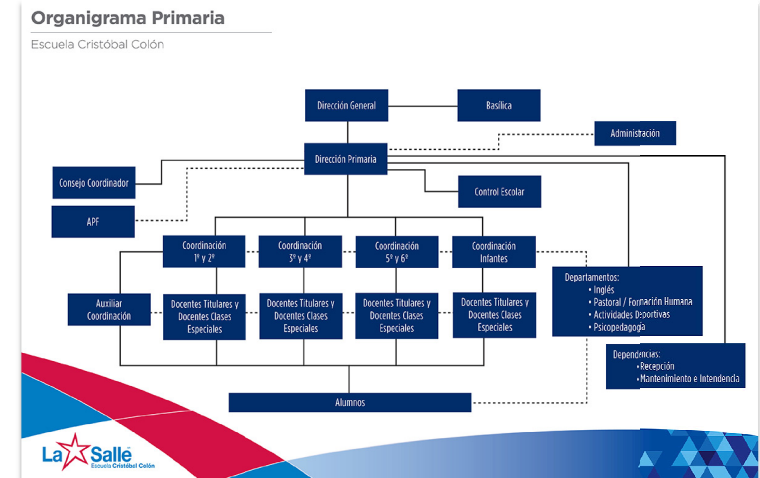 Organigrama Primaria
Escuela Cristóbal Colón
Dirección General
Basílica
Administración
Dirección Primaria
Consejo Coordinador
Control Escolar
APF
Coordinación
1º y 2º
Coordinación
3º y 4º
Coordinación
5º y 6º
Coordinación
Infantes
Departamentos:
• Inglés
• Pastoral / Formación Humana
• Actividades Deportivas
• Psicopedagogía
Auxiliar
Coordinación
Docentes Titulares y
Docentes Clases
Especiales
Docentes Titulares y
Docentes Clases
Especiales
Docentes Titulares y
Docentes Clases
Especiales
Docentes Titulares y
Docentes Clases
Especiales
Dependencias:
• Recepción
• Mantenimiento e Intendencia
Alumnos
La Salle
Escuela Cristóbal Colón